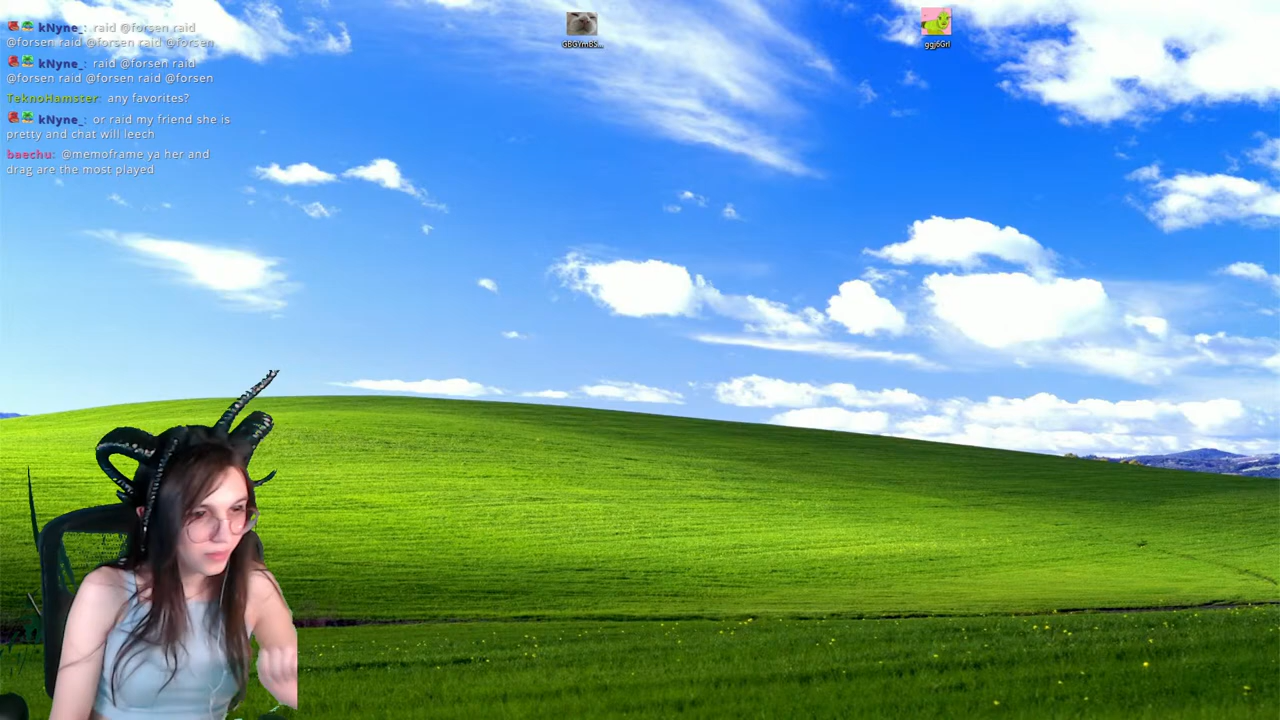 kNyne_: raid @forsen raid
@forsen raid @forsen raid @forsen
kNyne_: raid @forsen raid
@forsen raid @forsen raid @forsen
TeknoHamster: any favorites?
kNyne_: or raid my friend she is
pretty and chat will leech
baechu: @memoframe ya her and
drag are the most played
ggj6Grl